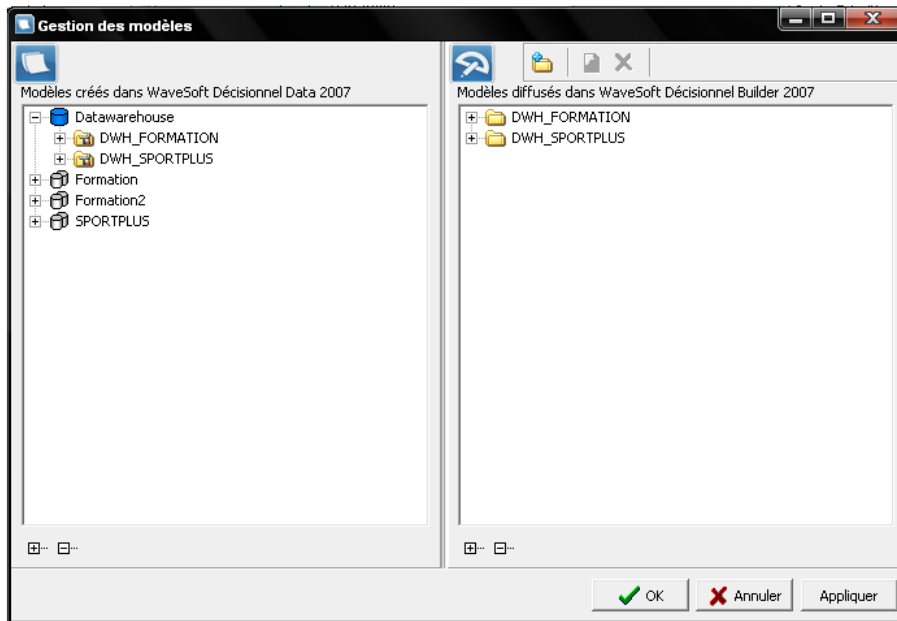 Gestion des modèles
Modèles créés dans WaveSoft Décisionnel Data 2007
Datawarehouse
DWH_FORMATION
DWH_SPORTPLUS
Formation
Formation2
SPORTPLUS
Modèles diffusés dans WaveSoft Décisionnel Builder 2007
DWH_FORMATION
DWH_SPORTPLUS
OK Annuler Appliquer